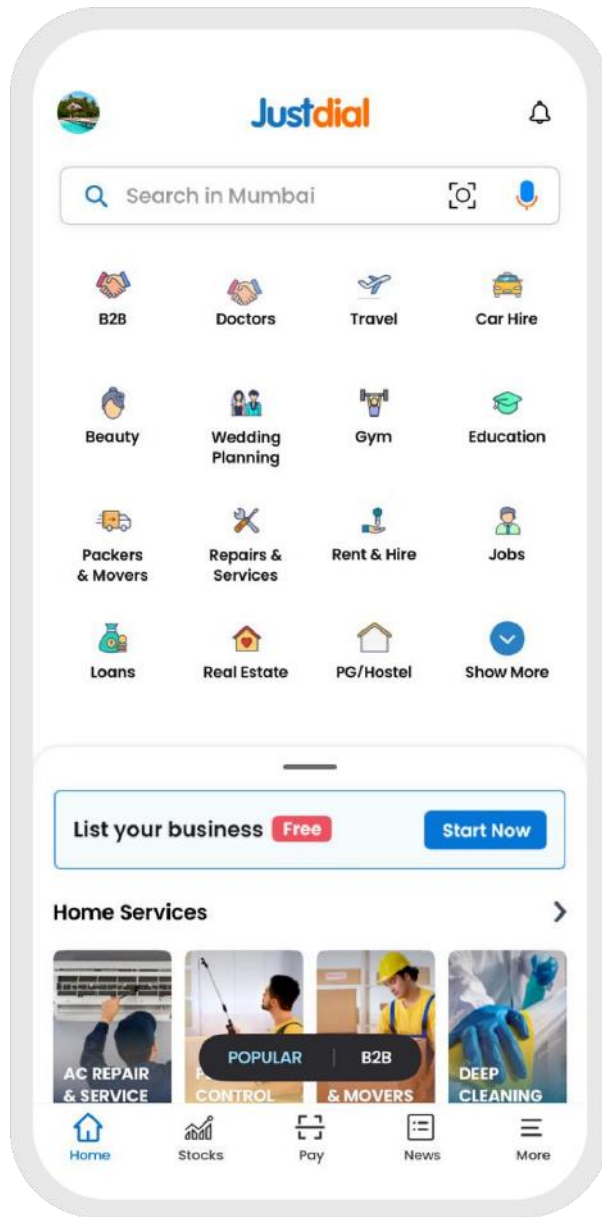 Justdial
Search in Mumbai
B2B
Doctors
Travel
Car Hire
Beauty
Wedding
Planning
Gym
Education
Packers
& Movers
Repairs &
Services
Rent & Hire
Jobs
Loans
Real Estate
PG/Hostel
Show More
List your business Free
Start Now
Home Services
AC REPAIR
& SERVICE
CONTROL
& MOVERS
DEEP
CLEANING
POPULAR
B2B
Home
Stocks
Pay
News
More